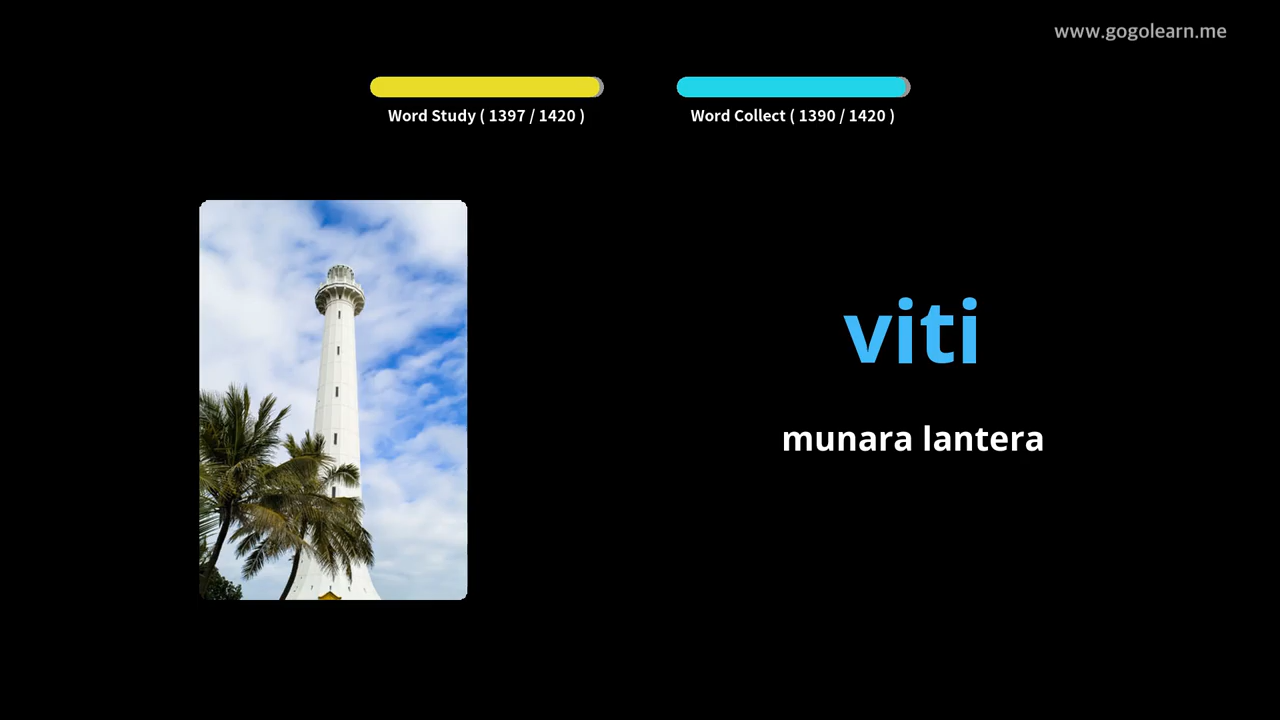 www.gogolearn.me
Word Study ( 1397 / 1420 )
Word Collect ( 1390 / 1420 )
viti
munara lantera